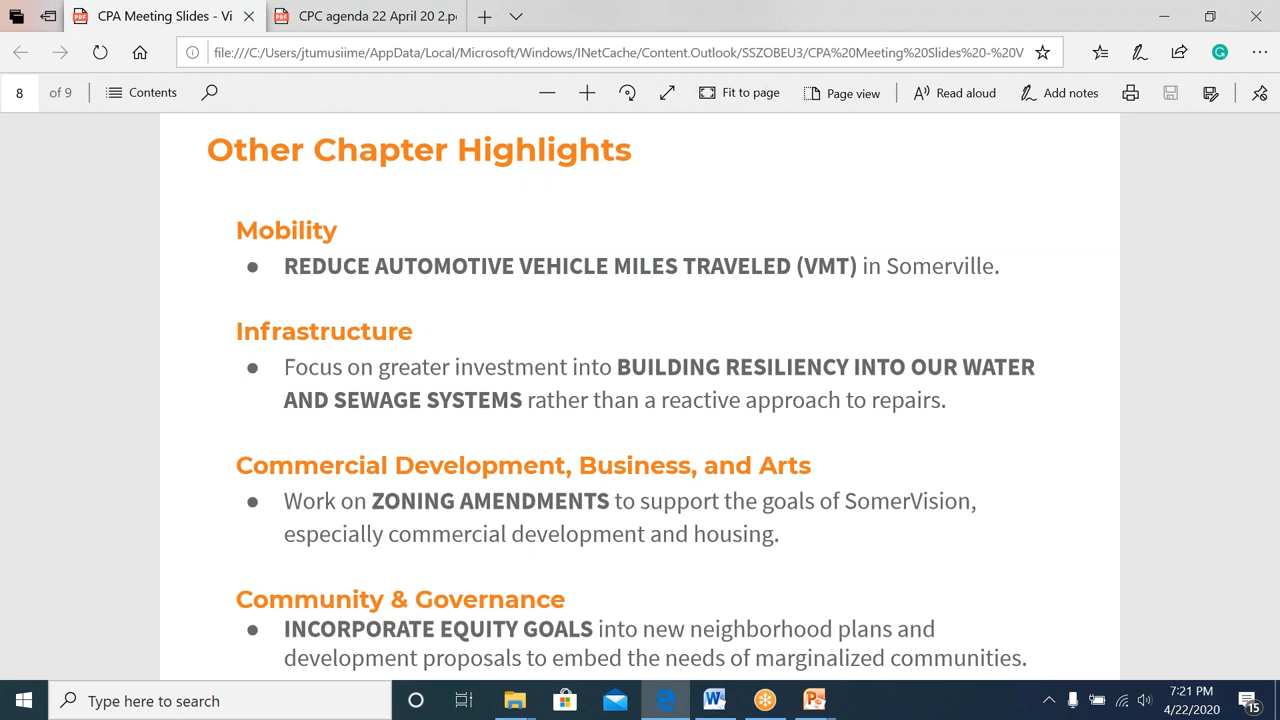 CPA Meeting Slides - Vi
CPC agenda 22 April 20 2.p
file:///C:/Users/jtumusiime/AppData/Local/Microsoft/Windows/INetCache/Content.Outlook/SSZOBEU3/CPA%20Meeting%20Slides%20-%20V
8 of 9 Contents Fit to page Page view Read aloud Add notes
Other Chapter Highlights
Mobility
● REDUCE AUTOMOTIVE VEHICLE MILES TRAVELED (VMT) in Somerville.
Infrastructure
● Focus on greater investment into BUILDING RESILIENCY INTO OUR WATER
AND SEWAGE SYSTEMS rather than a reactive approach to repairs.
Commercial Development, Business, and Arts
● Work on ZONING AMENDMENTS to support the goals of SomerVision,
especially commercial development and housing.
Community & Governance
● INCORPORATE EQUITY GOALS into new neighborhood plans and
development proposals to embed the needs of marginalized communities.
Type here to search
7:21 PM
4/22/2020
15